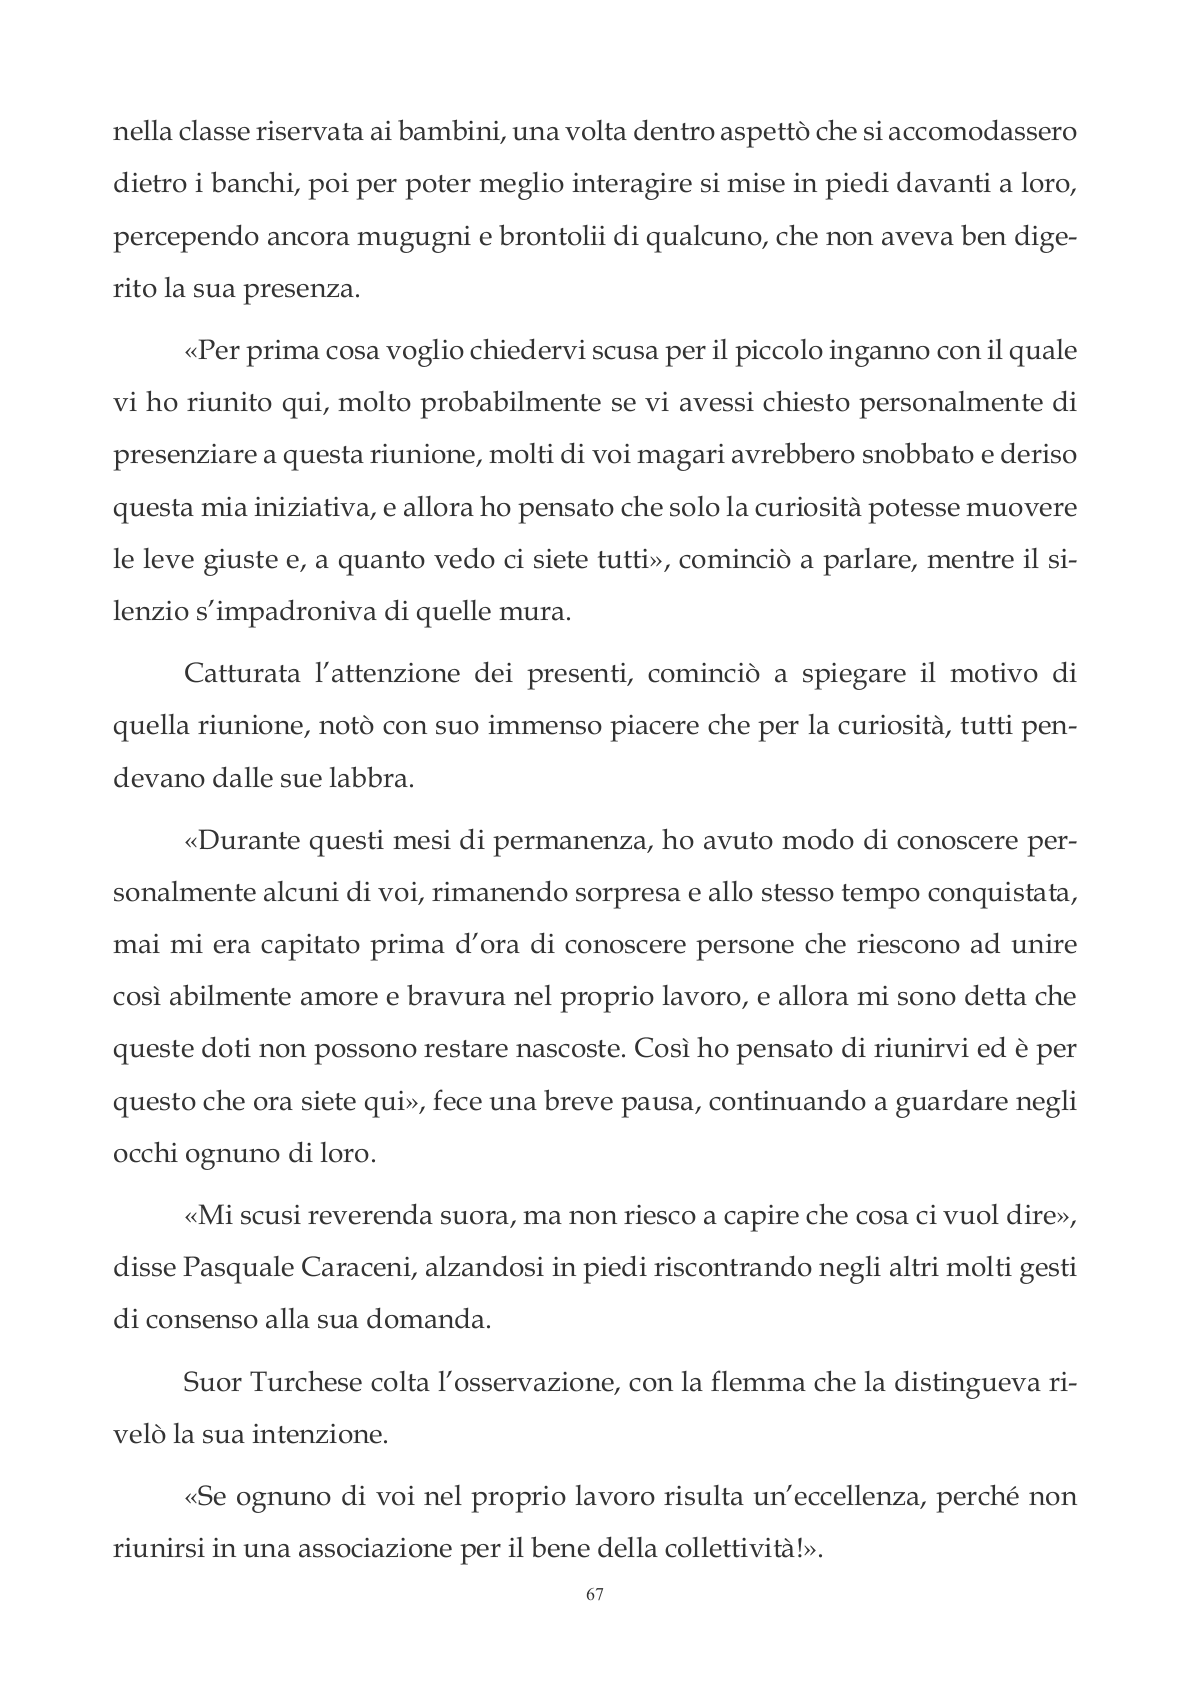 nella classe riservata ai bambini, una volta dentro aspettò che si accomodassero
dietro i banchi, poi per poter meglio interagire si mise in piedi davanti a loro,
percependo ancora mugugni e brontolii di qualcuno, che non aveva ben dige-
rito la sua presenza.
«Per prima cosa voglio chiedervi scusa per il piccolo inganno con il quale
vi ho riunito qui, molto probabilmente se vi avessi chiesto personalmente di
presenziare a questa riunione, molti di voi magari avrebbero snobbato e deriso
questa mia iniziativa, e allora ho pensato che solo la curiosità potesse muovere
le leve giuste e, a quanto vedo ci siete tutti», cominciò a parlare, mentre il si-
lenzio s’impadroniva di quelle mura.
Catturata l’attenzione dei presenti, cominciò a spiegare il motivo di
quella riunione, notò con suo immenso piacere che per la curiosità, tutti pen-
devano dalle sue labbra.
«Durante questi mesi di permanenza, ho avuto modo di conoscere per-
sonalmente alcuni di voi, rimanendo sorpresa e allo stesso tempo conquistata,
mai mi era capitato prima d’ora di conoscere persone che riescono ad unire
così abilmente amore e bravura nel proprio lavoro, e allora mi sono detta che
queste doti non possono restare nascoste. Così ho pensato di riunirvi ed è per
questo che ora siete qui», fece una breve pausa, continuando a guardare negli
occhi ognuno di loro.
«Mi scusi reverenda suora, ma non riesco a capire che cosa ci vuol dire»,
disse Pasquale Caraceni, alzandosi in piedi riscontrando negli altri molti gesti
di consenso alla sua domanda.
Suor Turchese colta l’osservazione, con la flemma che la distingueva ri-
velò la sua intenzione.
«Se ognuno di voi nel proprio lavoro risulta un’eccellenza, perché non
riunirsi in una associazione per il bene della collettività!».
67